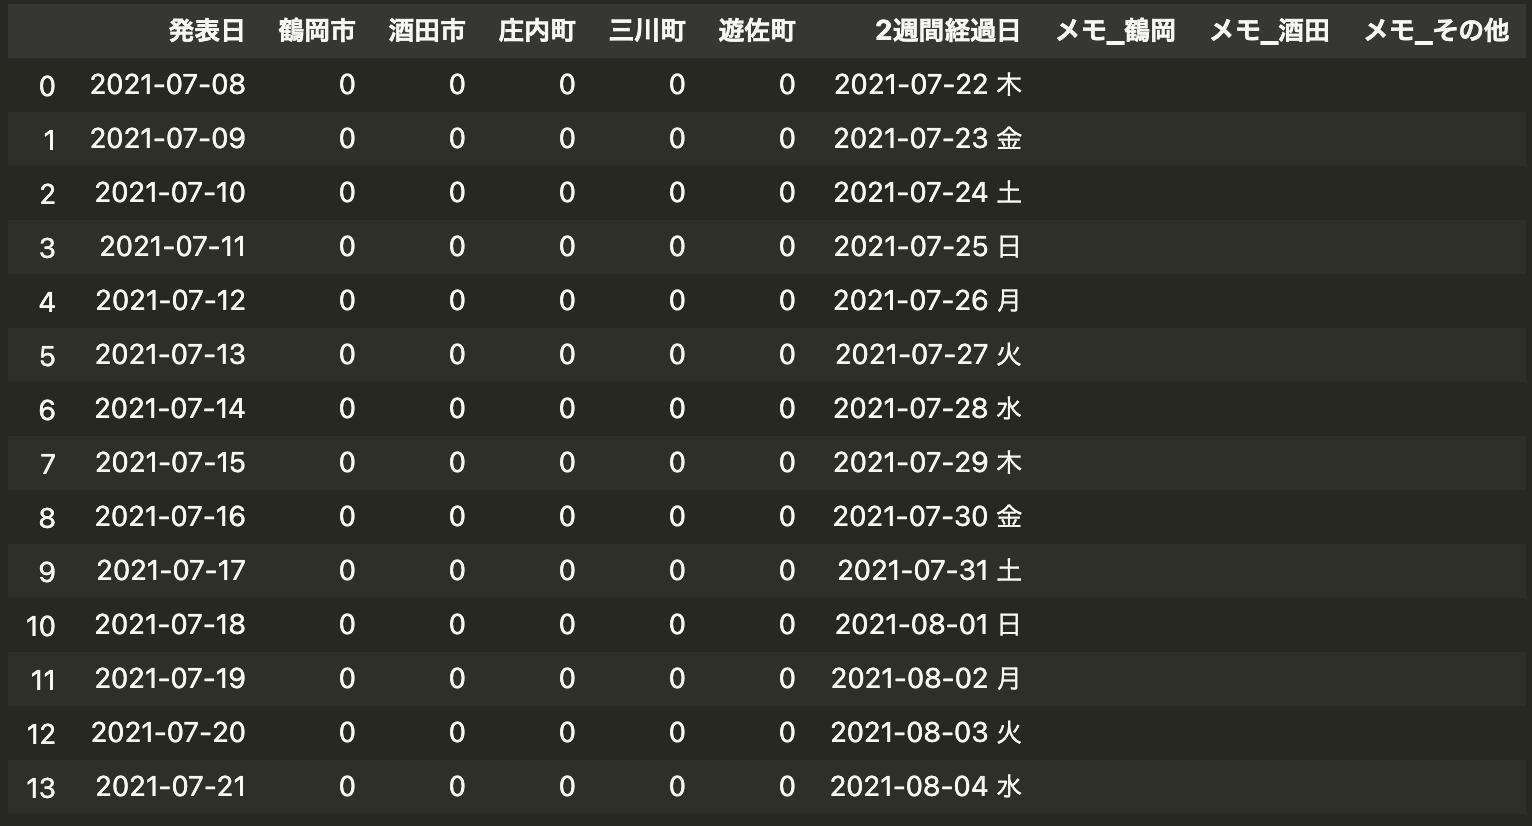 発表日 鶴岡市 酒田市 庄内町 三川町 遊佐町 2週間経過日 メモ_鶴岡 メモ_酒田 メモ_その他
0 2021-07-08 0 0 0 0 0 2021-07-22 木
1 2021-07-09 0 0 0 0 0 2021-07-23 金
2 2021-07-10 0 0 0 0 0 2021-07-24 土
3 2021-07-11 0 0 0 0 0 2021-07-25 日
4 2021-07-12 0 0 0 0 0 2021-07-26 月
5 2021-07-13 0 0 0 0 0 2021-07-27 火
6 2021-07-14 0 0 0 0 0 2021-07-28 水
7 2021-07-15 0 0 0 0 0 2021-07-29 木
8 2021-07-16 0 0 0 0 0 2021-07-30 金
9 2021-07-17 0 0 0 0 0 2021-07-31 土
10 2021-07-18 0 0 0 0 0 2021-08-01 日
11 2021-07-19 0 0 0 0 0 2021-08-02 月
12 2021-07-20 0 0 0 0 0 2021-08-03 火
13 2021-07-21 0 0 0 0 0 2021-08-04 水